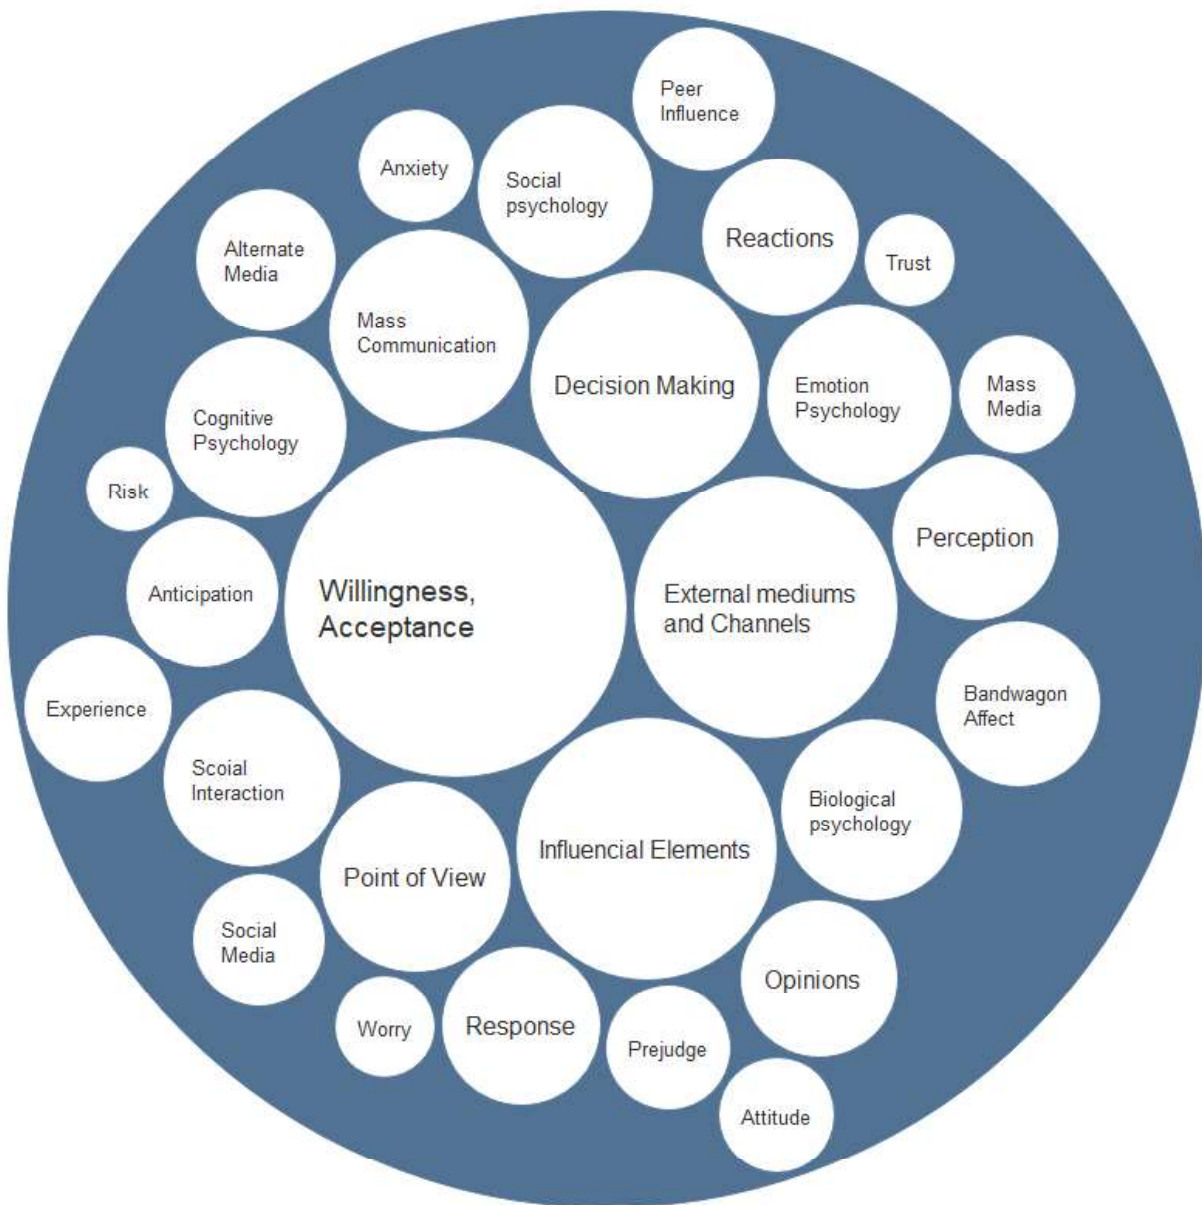 Peer
Influence
Anxiety
Social
psychology
Reactions
Alternate
Media
Trust
Mass
Communication
Decision Making
Emotion
Psychology
Mass
Media
Cognitive
Psychology
Risk
Perception
Anticipation
Willingness,
Acceptance
External mediums
and Channels
Experience
Bandwagon
Affect
Scoial
Interaction
Biological
psychology
Point of View
Influencial Elements
Social
Media
Opinions
Worry
Response
Prejudge
Attitude